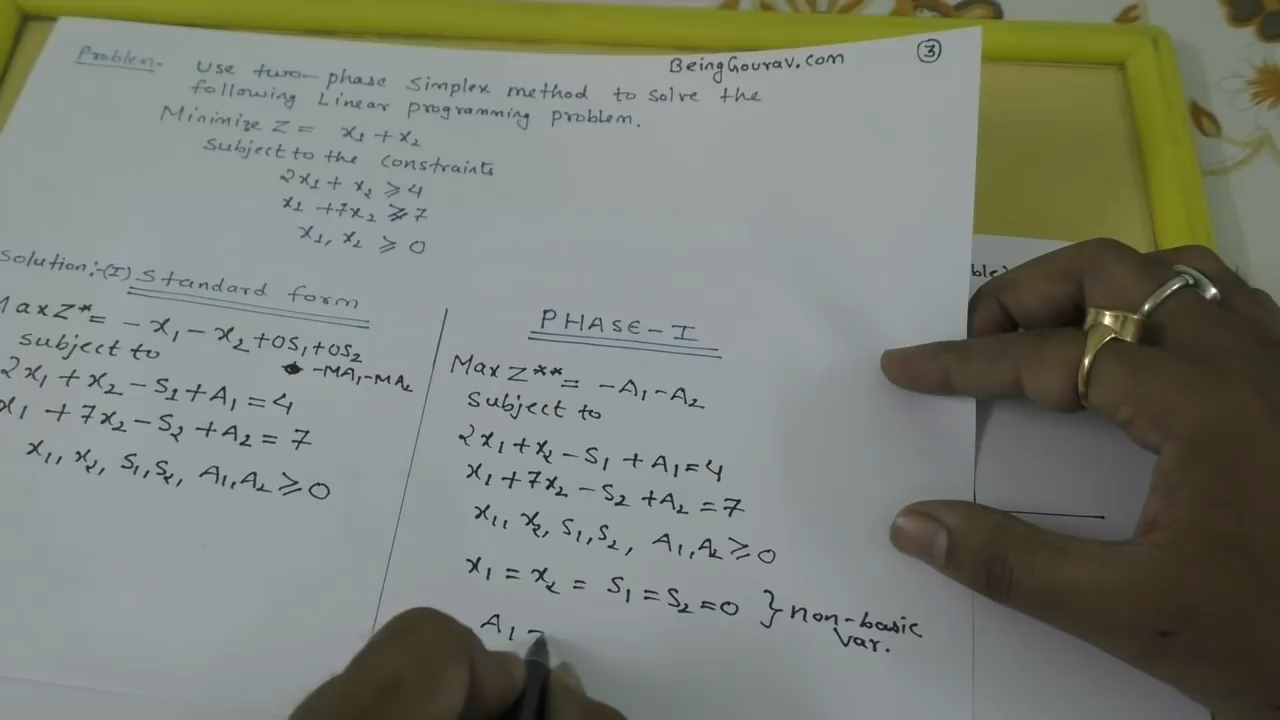 ③
BeingGourav.com
Problem- Use two-phase Simplex method to solve the
following Linear programming problem.
Minimize Z = x₁ + x₂
Subject to the constraints
2x₁ + x₂ ≥ 4
x₁ + 7x₂ ≥ 7
x₁, x₂ ≥ 0
Solution:-(I) Standard form
Max Z* = -x₁ - x₂ + 0S₁ + 0S₂
-MA₁-MA₂
subject to
2x₁ + x₂ - S₁ + A₁ = 4
x₁ + 7x₂ - S₂ + A₂ = 7
x₁, x₂, S₁, S₂, A₁, A₂ ≥ 0
PHASE-I
Max Z** = -A₁ - A₂
Subject to
2x₁ + x₂ - S₁ + A₁ = 4
x₁ + 7x₂ - S₂ + A₂ = 7
x₁, x₂, S₁, S₂, A₁, A₂ ≥ 0
x₁ = x₂ = S₁ = S₂ = 0 } non-basic
var.
A₁ -